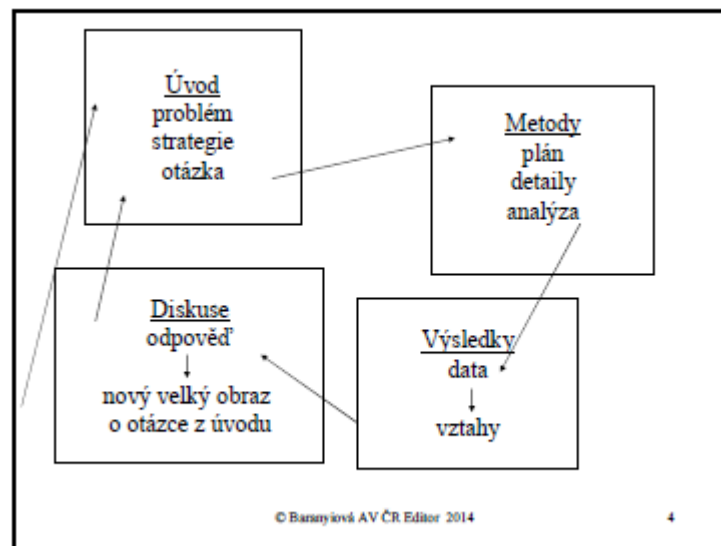 Úvod
problém
strategie
otázka
Metody
plán
detaily
analýza
Diskuse
odpověď
nový velký obraz
o otázce z úvodu
Výsledky
data
vztahy
© Baranyiová AV ČR Editor 2014
4